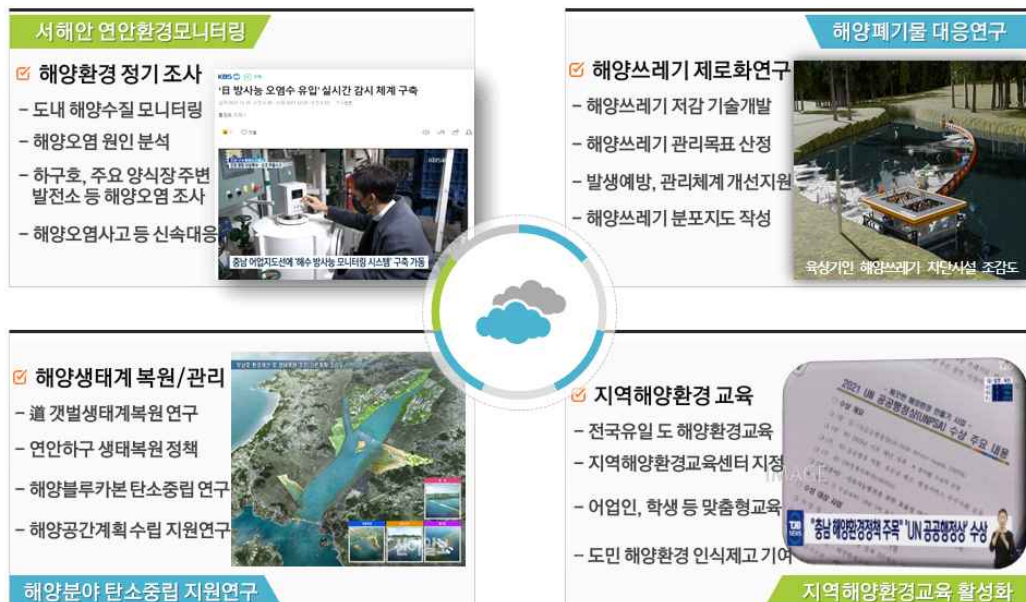 서해안 연안환경모니터링
해양환경 정기 조사
- 도내 해양수질 모니터링
- 해양오염 원인 분석
- 하구호, 주요 양식장 주변
발전소 등 해양오염 조사
- 해양오염사고 등 신속대응
KBS
'日 방사능 오염수 유입' 실시간 감시 체계 구축
충남 어업지도선에 '해수 방사능 모니터링 시스템' 구축 가동
해양폐기물 대응연구
해양쓰레기 제로화연구
- 해양쓰레기 저감 기술개발
- 해양쓰레기 관리목표 산정
- 발생예방, 관리체계 개선지원
- 해양쓰레기 분포지도 작성
육상기인 해양쓰레기 차단시설 조감도
해양생태계 복원/관리
- 道 갯벌생태계복원 연구
- 연안하구 생태복원 정책
- 해양블루카본 탄소중립 연구
- 해양공간계획 수립 지원연구
해양분야 탄소중립 지원연구
지역해양환경 교육
- 전국유일 도 해양환경교육
- 지역해양환경교육센터 지정
- 어업인, 학생 등 맞춤형교육
- 도민 해양환경 인식제고 기여
IMAGE
2021 UN 공공행정상(UNPSA) 수상 주요 내용
수상 개요
수상 대상 사업
TJB
NEWS
"충남 해양환경정책 주목" 'UN 공공행정상' 수상
지역해양환경교육 활성화